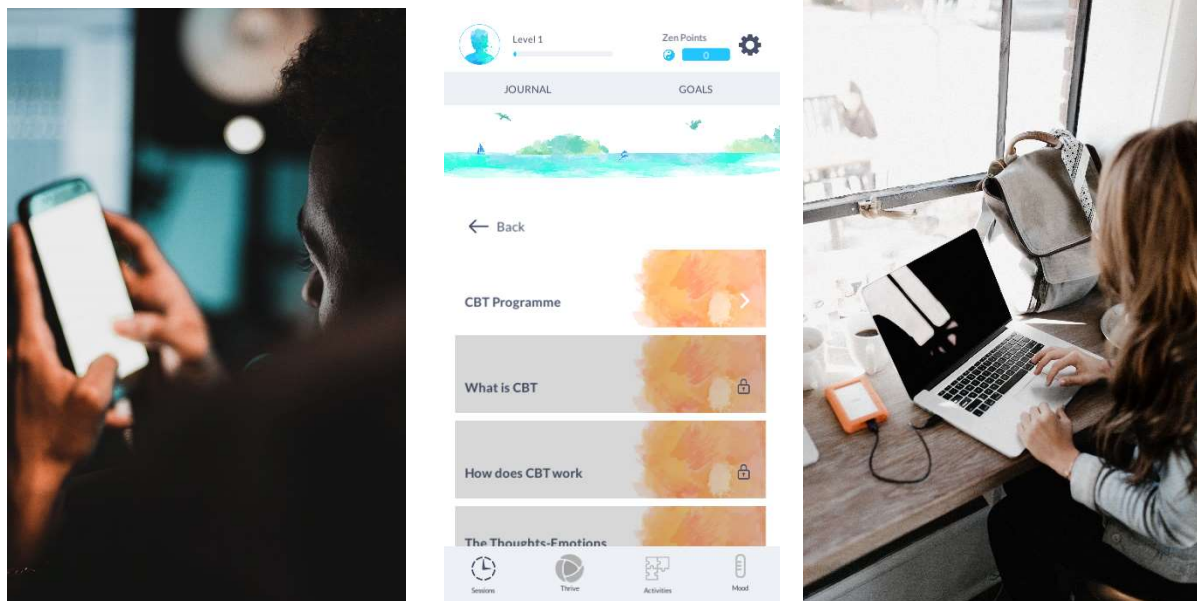 Level 1
Zen Points
0
JOURNAL GOALS
← Back
CBT Programme
What is CBT
How does CBT work
The Thoughts-Emotions
Sessions Thrive Activities Mood